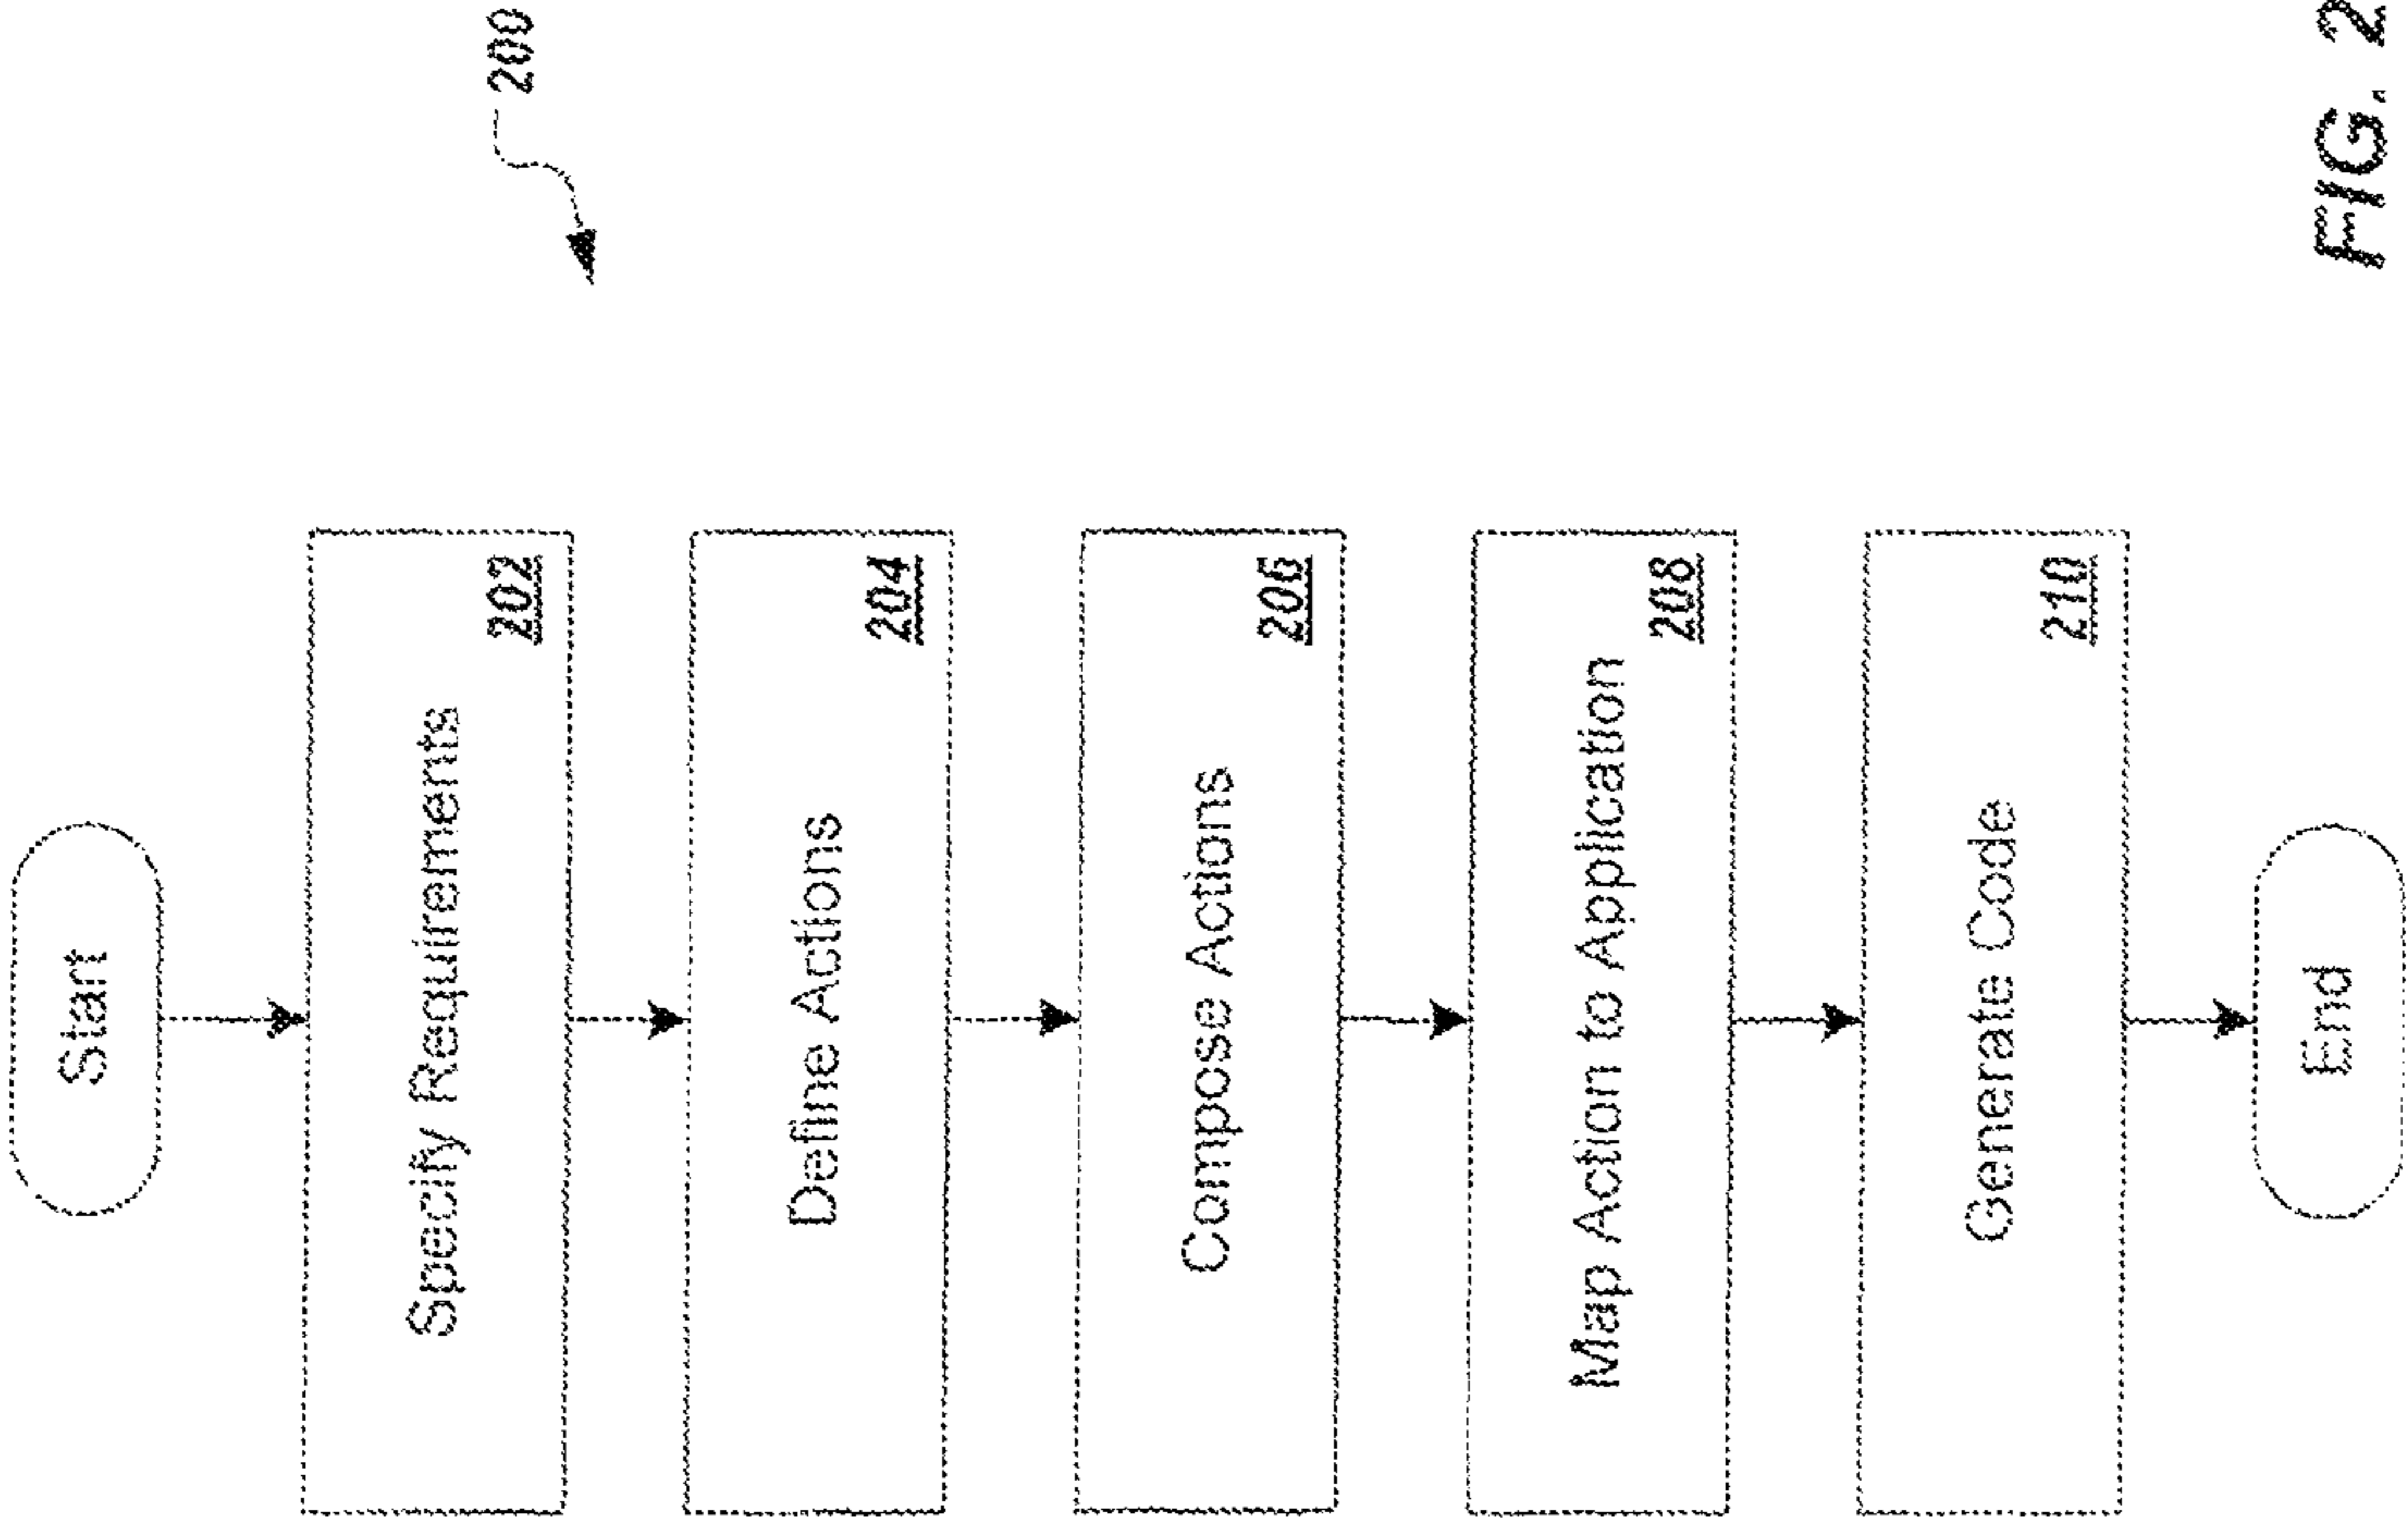 Start
200
Specify Requirements
202
Define Actions
204
Compose Actions
206
Map Action to Application
208
Generate Code
210
End
FIG. 2